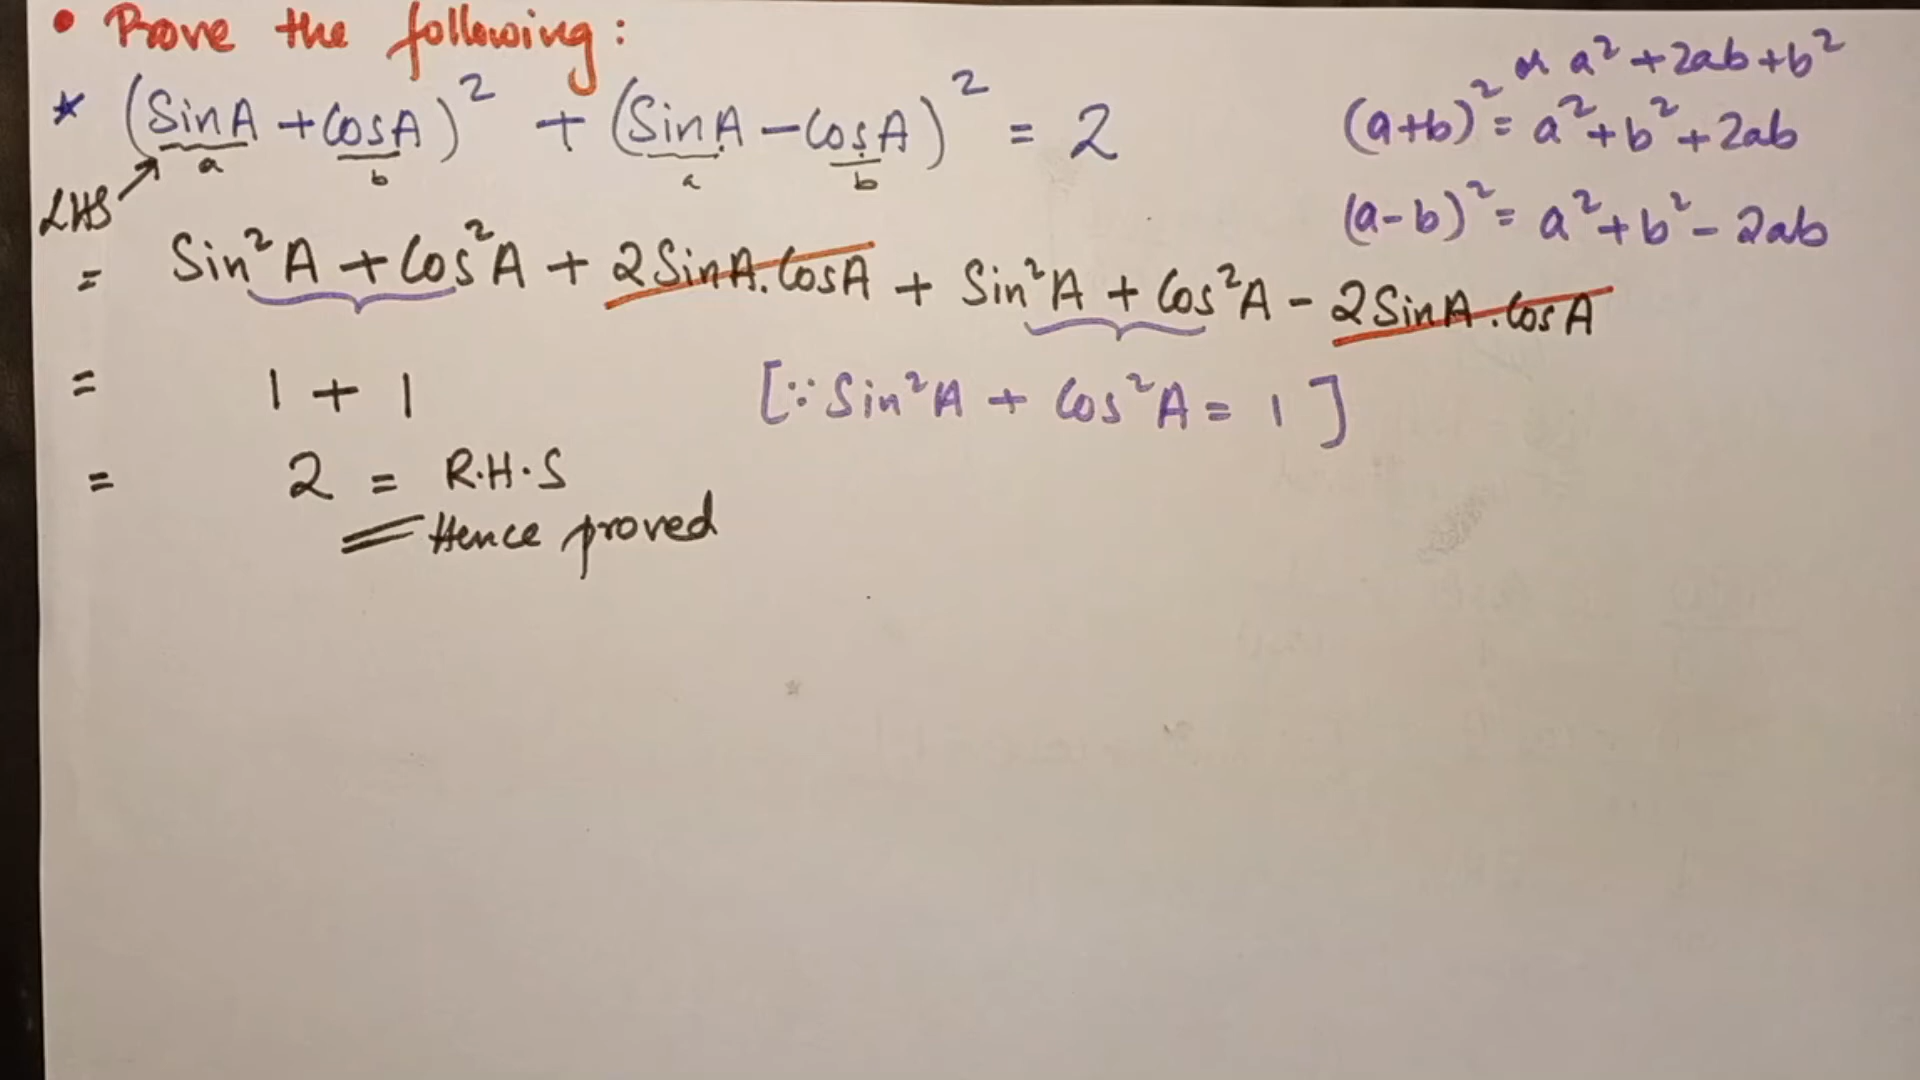 • Prove the following:
* (SinA + CosA)² + (SinA - CosA)² = 2
a b a b
LHS
or a² + 2ab + b²
(a+b)² = a² + b² + 2ab
(a-b)² = a² + b² - 2ab
= Sin²A + Cos²A + 2SinA.CosA + Sin²A + Cos²A - 2SinA.CosA
= 1 + 1 [∵ Sin²A + Cos²A = 1]
= 2 = R.H.S
Hence proved